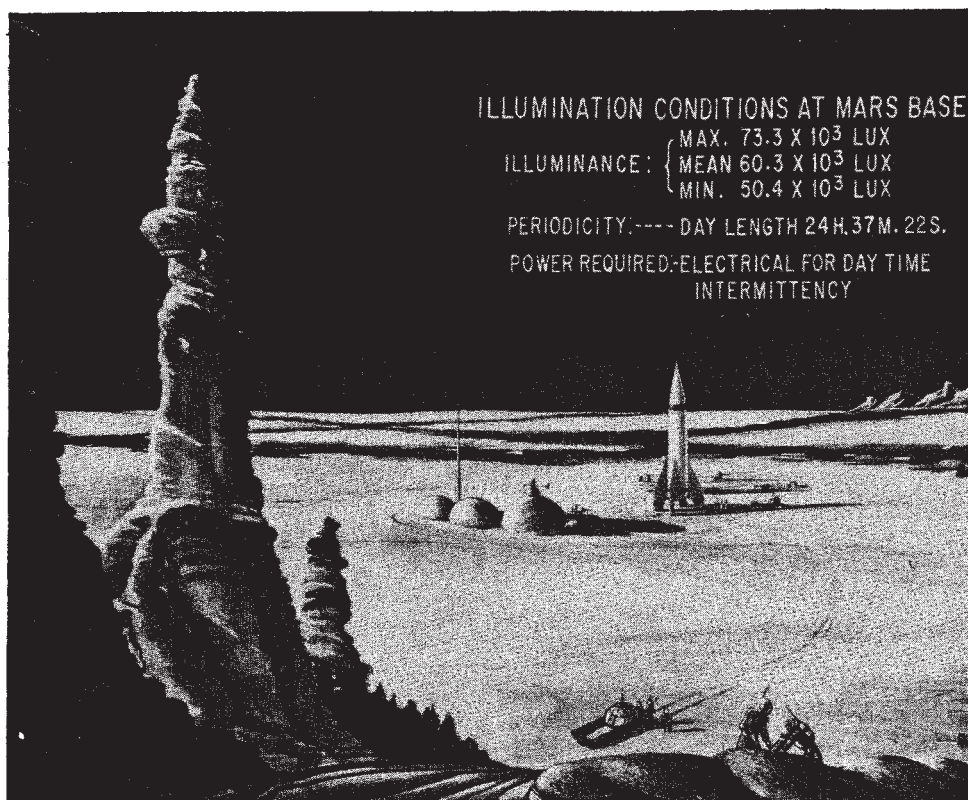 ILLUMINATION CONDITIONS AT MARS BASE
ILLUMINANCE: { MAX. 73.3 X 10³ LUX
MEAN 60.3 X 10³ LUX
MIN. 50.4 X 10³ LUX
PERIODICITY:---- DAY LENGTH 24H. 37M. 22S.
POWER REQUIRED:-ELECTRICAL FOR DAY TIME
INTERMITTENCY